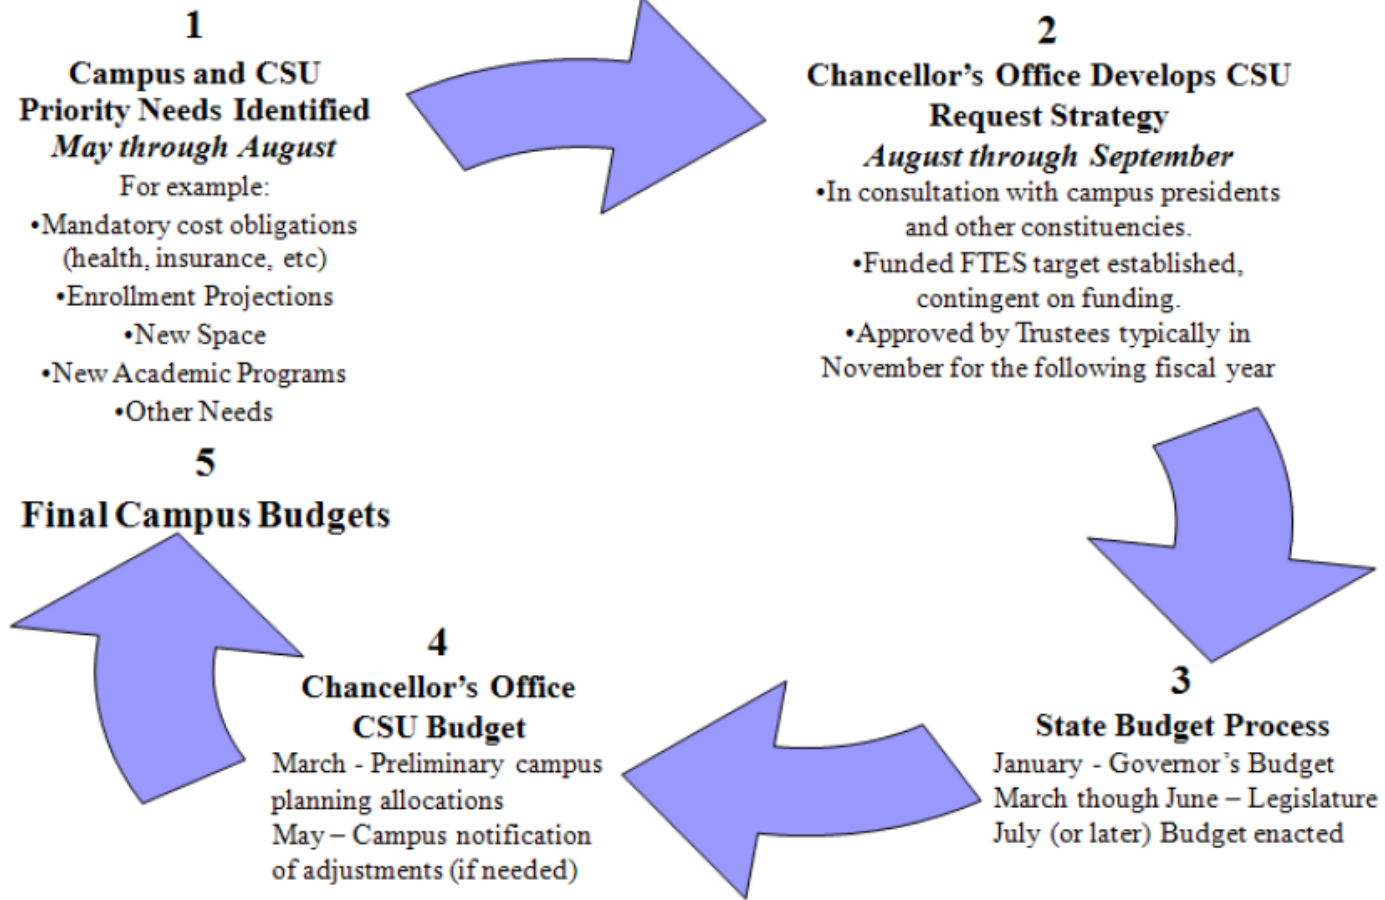 1
Campus and CSU
Priority Needs Identified
May through August
For example:
•Mandatory cost obligations
(health, insurance, etc)
•Enrollment Projections
•New Space
•New Academic Programs
•Other Needs
2
Chancellor’s Office Develops CSU
Request Strategy
August through September
•In consultation with campus presidents
and other constituencies.
•Funded FTES target established,
contingent on funding.
•Approved by Trustees typically in
November for the following fiscal year
3
State Budget Process
January - Governor’s Budget
March though June – Legislature
July (or later) Budget enacted
4
Chancellor’s Office
CSU Budget
March - Preliminary campus
planning allocations
May – Campus notification
of adjustments (if needed)
5
Final Campus Budgets